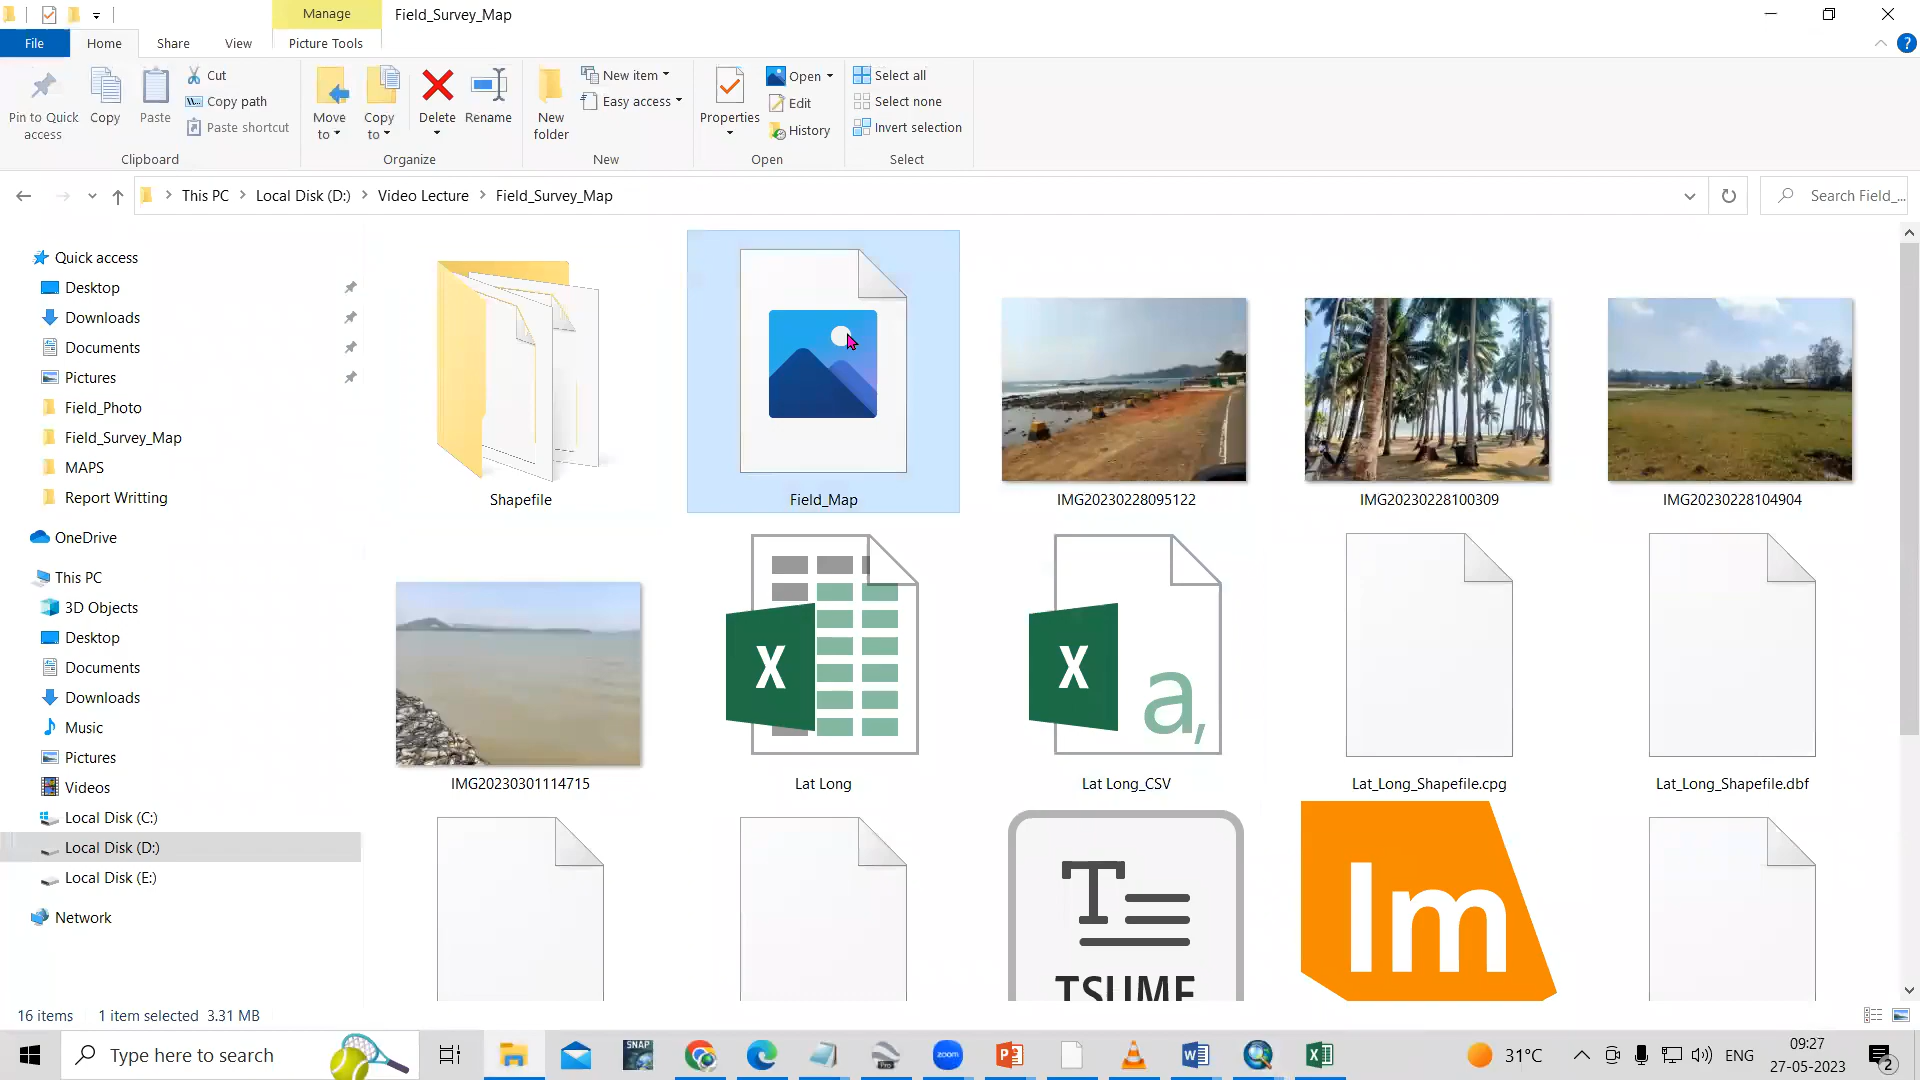 Manage
Field_Survey_Map
File
Home
Share
View
Picture Tools
Pin to Quick access
Copy
Paste
Cut
Copy path
Paste shortcut
Clipboard
Move to
Copy to
Delete
Rename
Organize
New folder
New item
Easy access
New
Properties
Open
Edit
History
Open
Select all
Select none
Invert selection
Select
This PC
Local Disk (D:)
Video Lecture
Field_Survey_Map
Search Field_...
Quick access
Desktop
Downloads
Documents
Pictures
Field_Photo
Field_Survey_Map
MAPS
Report Writting
OneDrive
This PC
3D Objects
Desktop
Documents
Downloads
Music
Pictures
Videos
Local Disk (C:)
Local Disk (D:)
Local Disk (E:)
Network
Shapefile
Field_Map
IMG20230228095122
IMG20230228100309
IMG20230228104904
X
X
a,
IMG20230301114715
Lat Long
Lat Long_CSV
Lat_Long_Shapefile.cpg
Lat_Long_Shapefile.dbf
T
TSUME
Im
16 items
1 item selected 3.31 MB
Type here to search
SNAP
Pro
zoom
31°C
ENG
09:27
27-05-2023
2